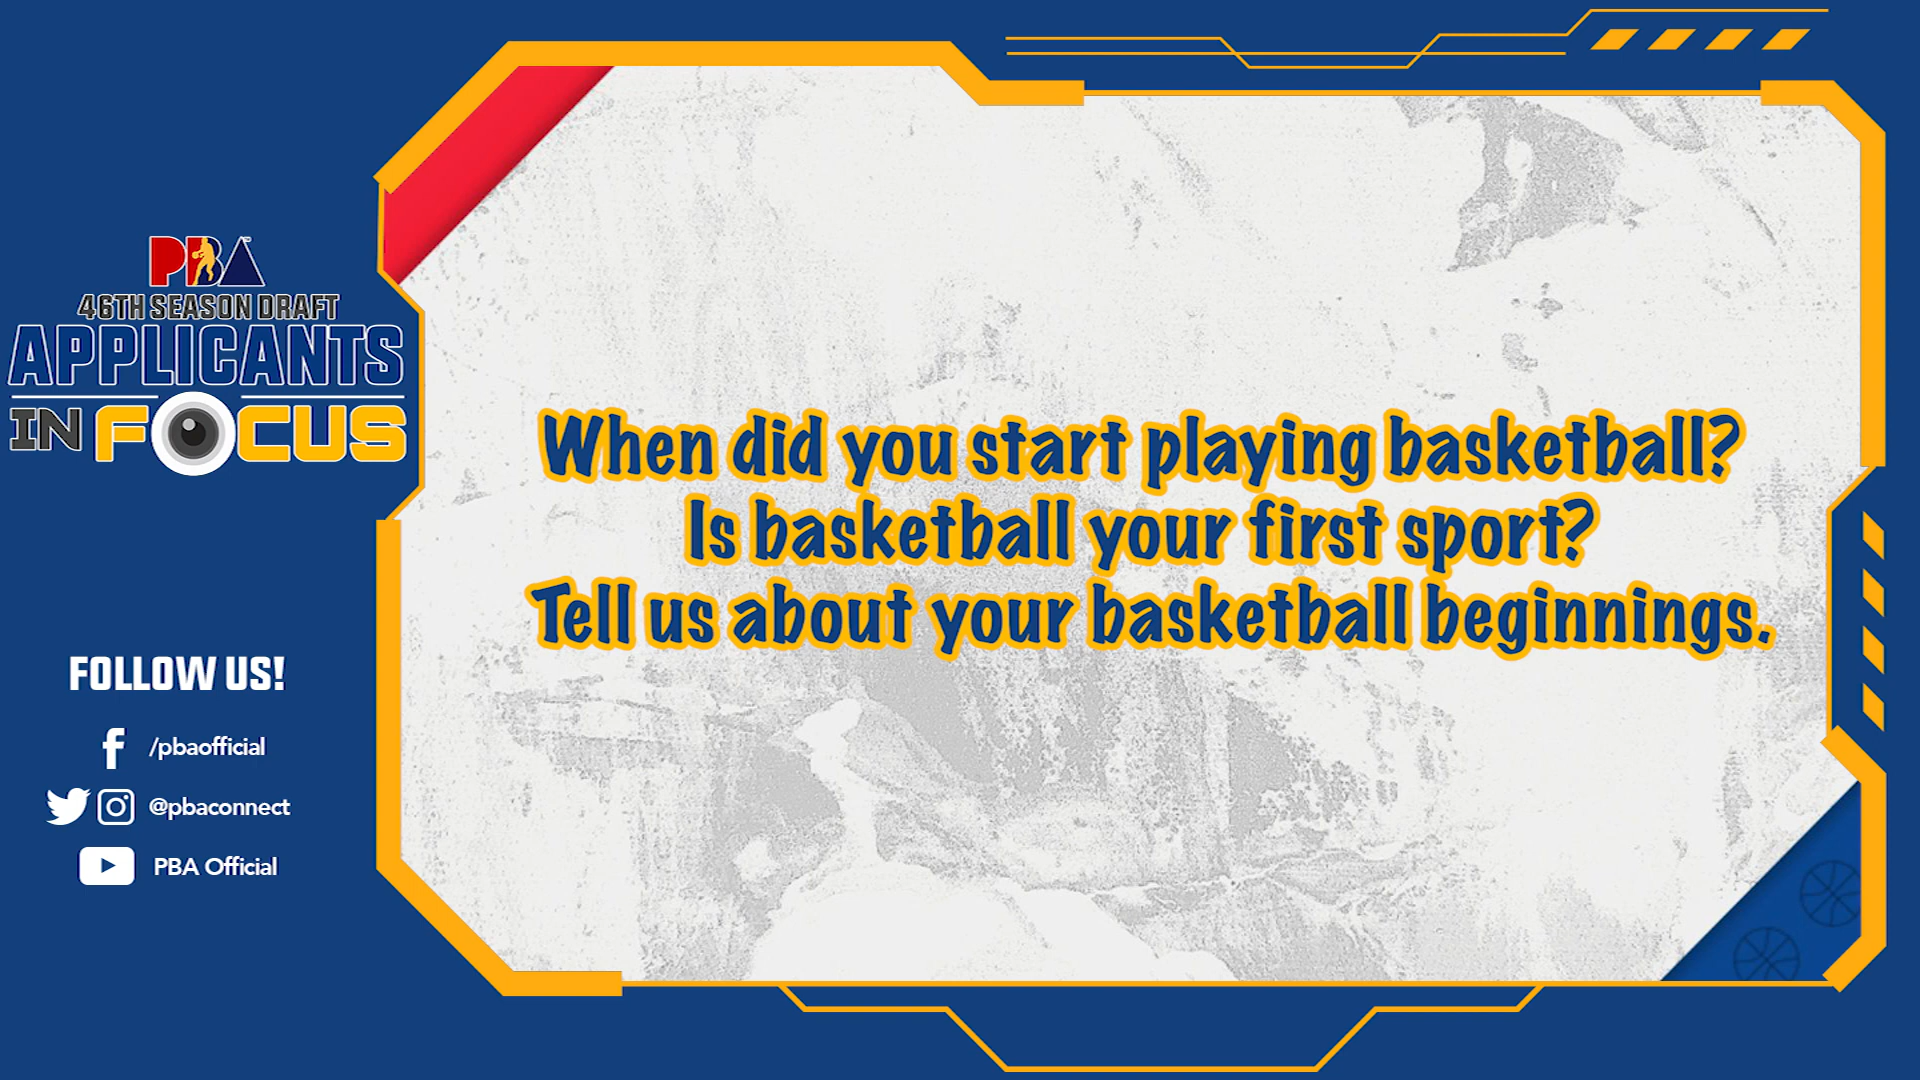 PBA
46TH SEASON DRAFT
APPLICANTS
IN FOCUS
FOLLOW US!
/pbaofficial
@pbaconnect
PBA Official
When did you start playing basketball?
Is basketball your first sport?
Tell us about your basketball beginnings.